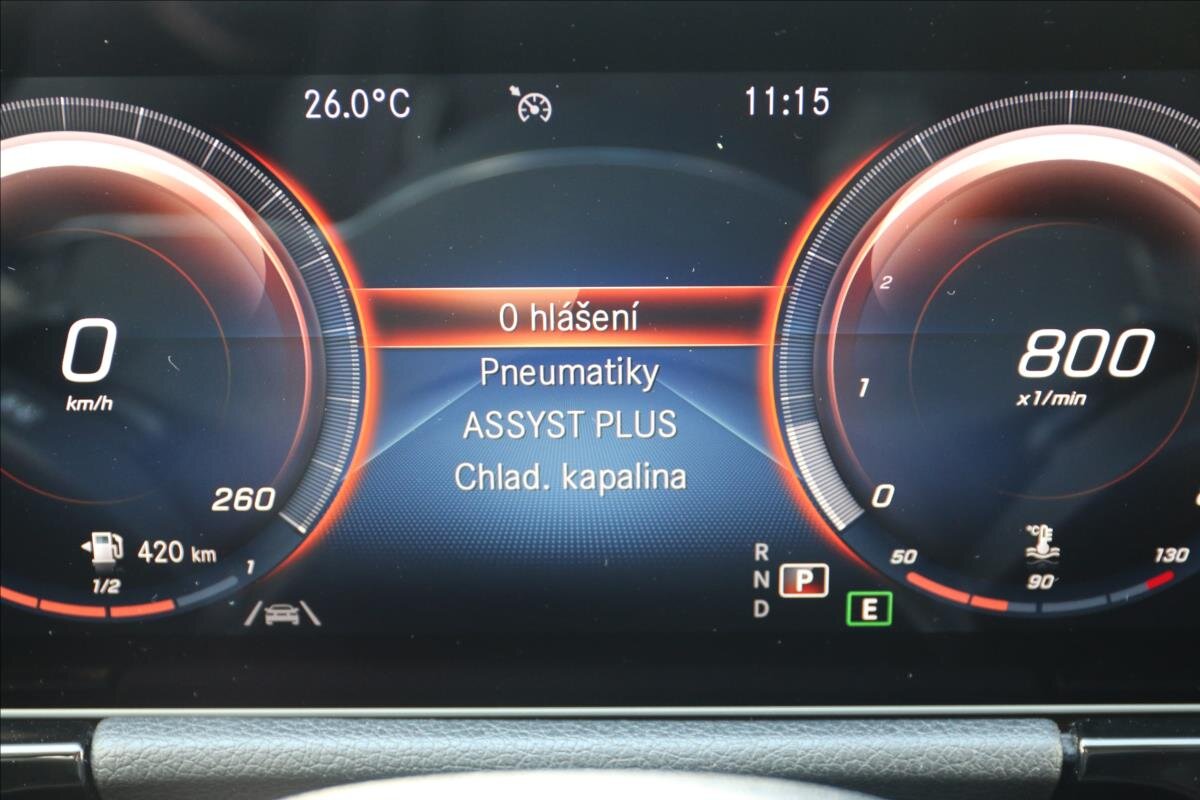 26.0°C
11:15
0 hlášení
Pneumatiky
ASSYST PLUS
Chlad. kapalina
0
km/h
260
420 km
1/2
1
2
1
0
800
x1/min
50
°C
90
130
R
N
P
D
E